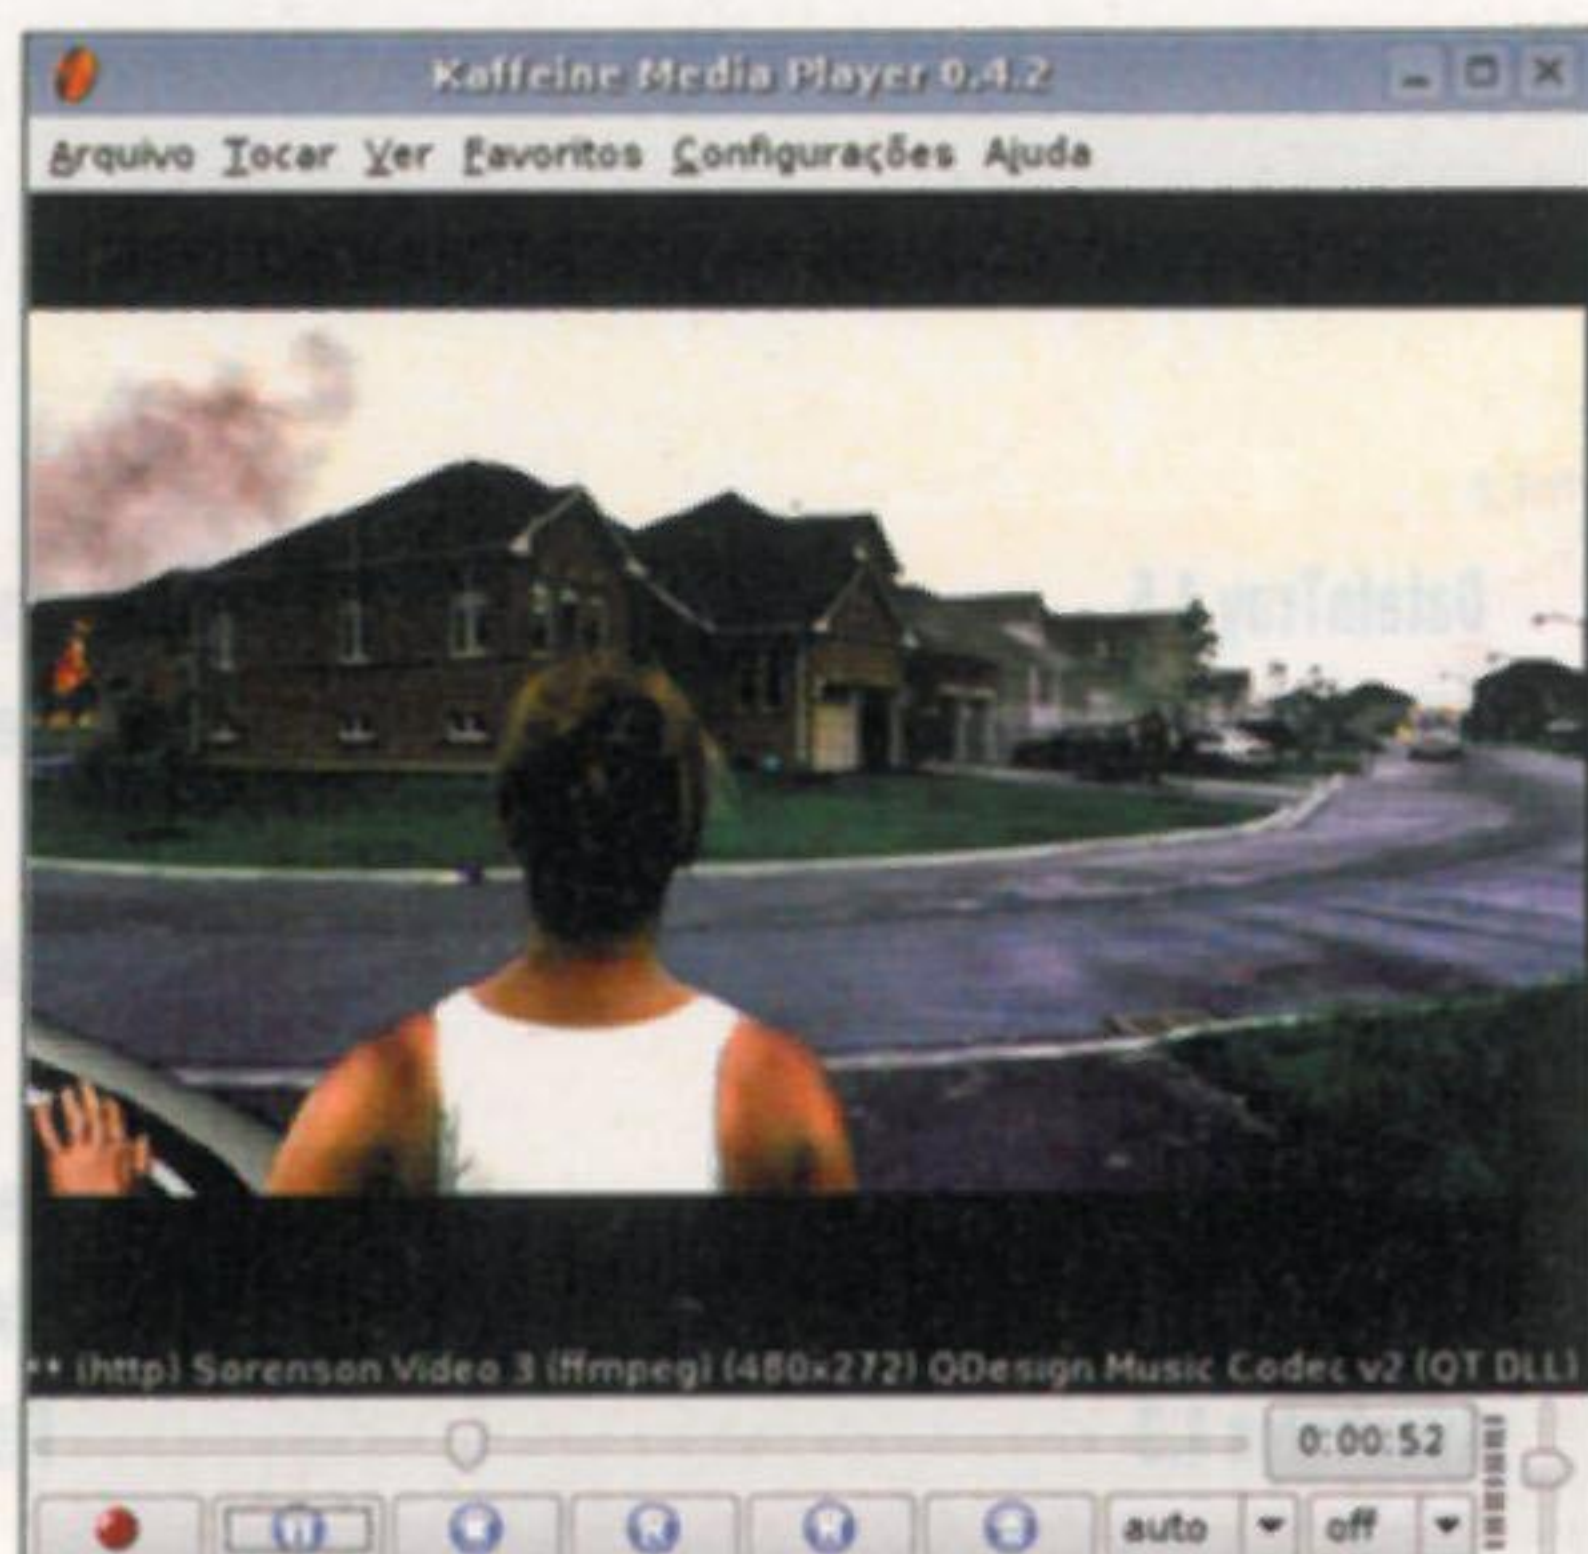 Kaffeine Media Player 0.4.2
Arquivo Tocar Ver Favoritos Configurações Ajuda
** (http) Sorenson Video 3 (ffmpeg) (480x272) QDesign Music Codec v2 (QT DLL)
0:00:52
auto off